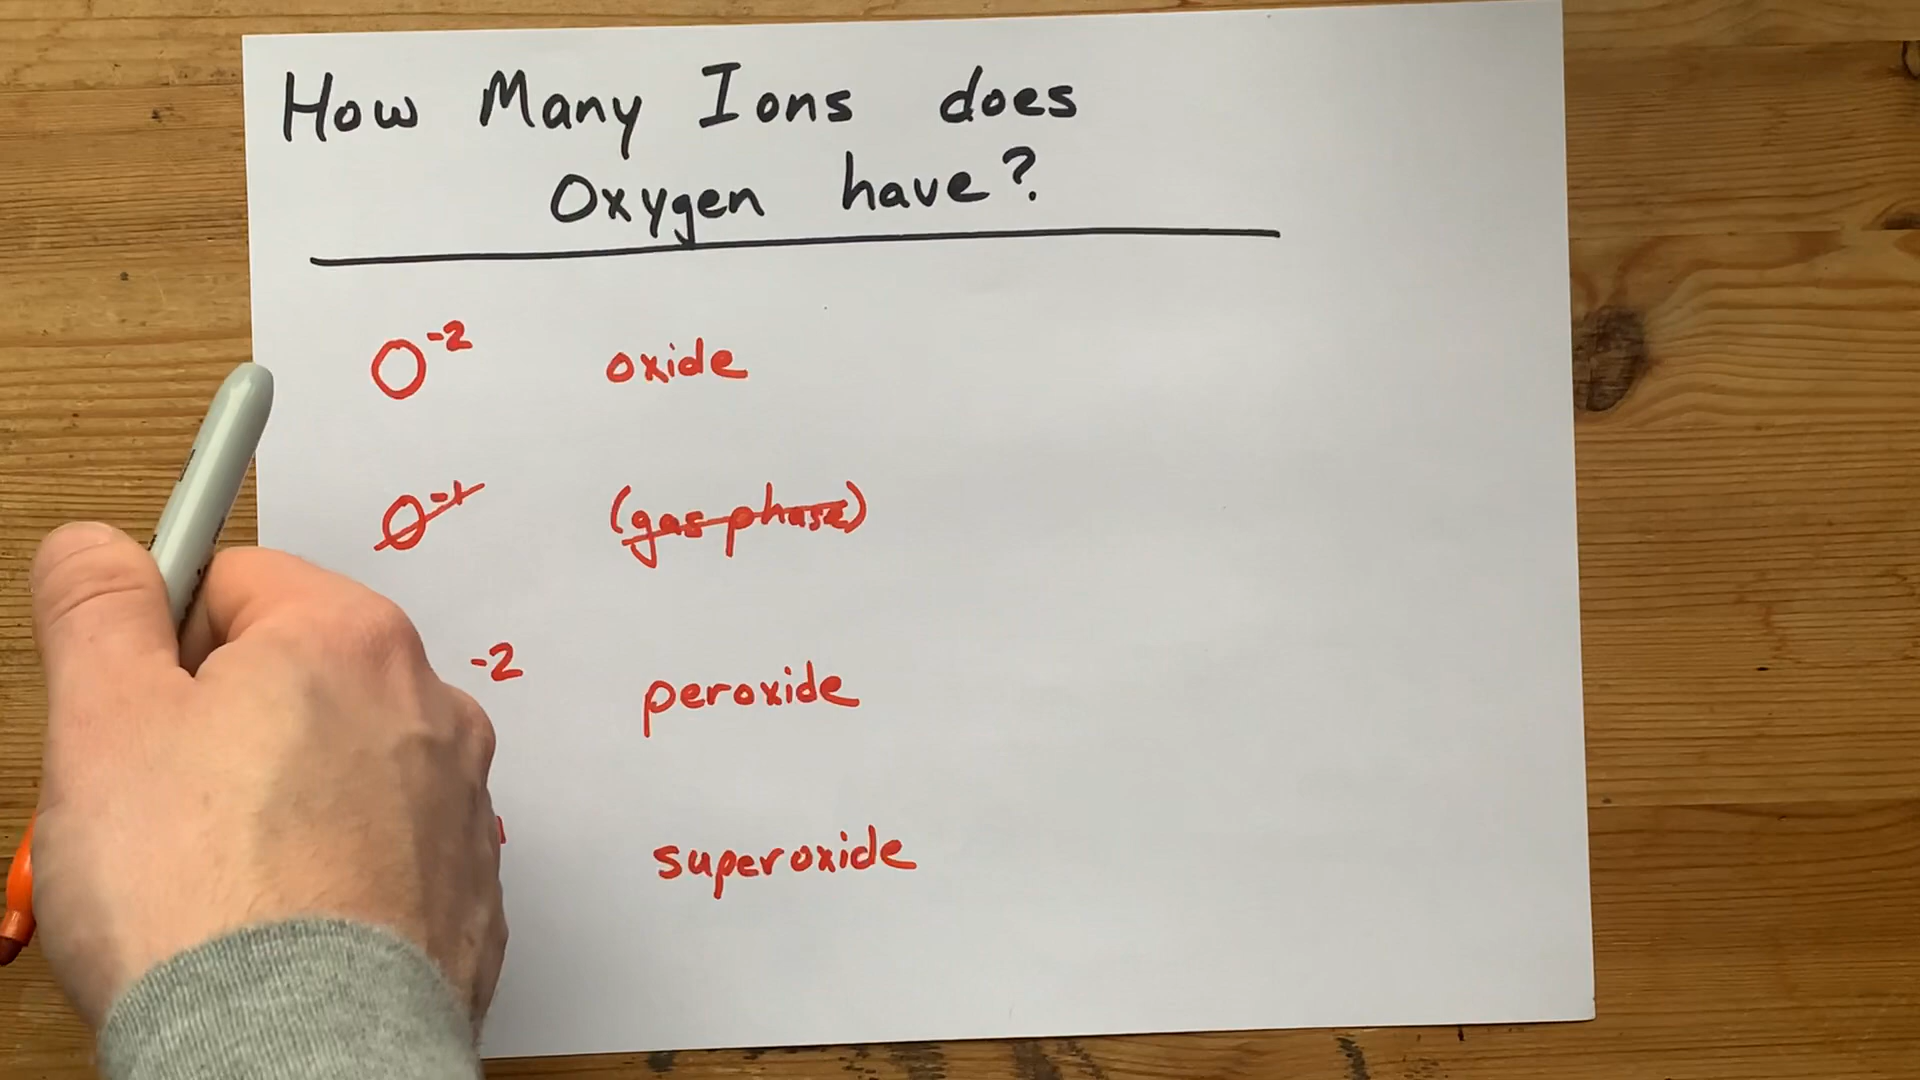 How Many Ions does
Oxygen have?
O⁻² oxide
O⁻¹ (gas phase)
-2 peroxide
superoxide